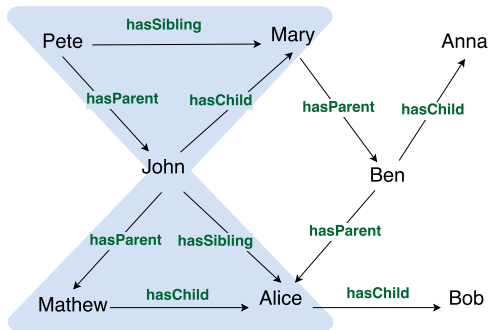 hasSibling
Pete Mary Anna
hasParent hasChild hasParent hasChild
John Ben
hasParent hasSibling hasParent
hasChild hasChild
Mathew Alice Bob